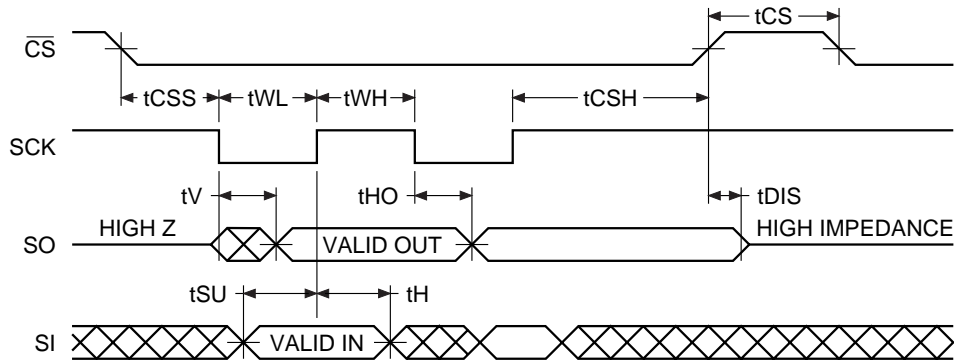 tCS
CS
tCSS
tWL
tWH
tCSH
SCK
tV
tHO
tDIS
HIGH Z
HIGH IMPEDANCE
SO
VALID OUT
tSU
tH
SI
VALID IN